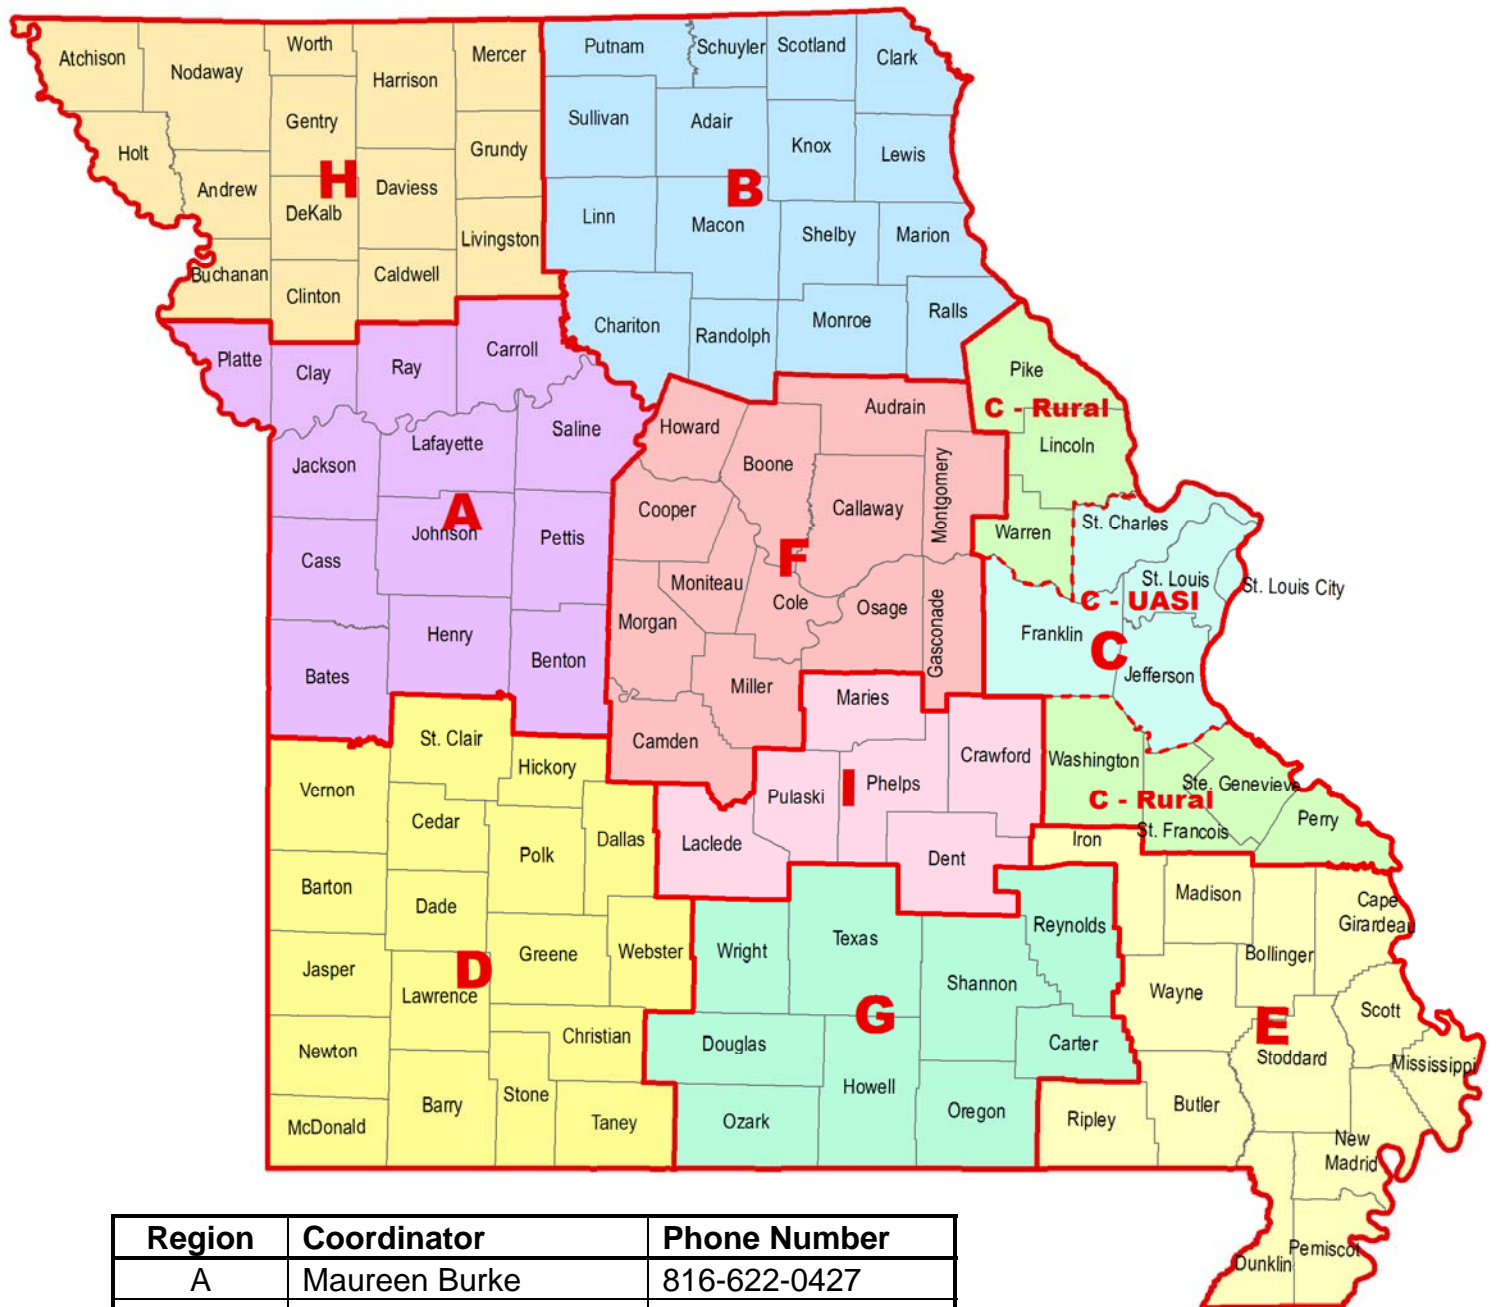 Atchison
Nodaway
Worth
Harrison
Mercer
Putnam
Schuyler
Scotland
Clark
Gentry
Sullivan
Adair
Knox
Lewis
Holt
Grundy
H
Andrew
Daviess
DeKalb
B
Linn
Macon
Shelby
Marion
Livingston
Buchanan
Clinton
Caldwell
Chariton
Randolph
Monroe
Ralls
Platte
Clay
Ray
Carroll
Pike
C - Rural
Audrain
Howard
Saline
Lafayette
Lincoln
Jackson
Boone
A
Cooper
Callaway
Montgomery
Johnson
Pettis
Warren
St. Charles
Cass
F
Moniteau
Cole
Osage
Gasconade
St. Louis
St. Louis City
C - UASI
Morgan
Henry
Franklin
C
Benton
Bates
Miller
Jefferson
Maries
Camden
St. Clair
Hickory
Crawford
Washington
Vernon
Pulaski
I
Phelps
Ste. Genevieve
C - Rural
Cedar
Dallas
Polk
Laclede
Dent
Iron
St. Francois
Perry
Barton
Dade
Madison
Cape
Girardeau
Reynolds
Jasper
D
Greene
Webster
Wright
Texas
Shannon
Bollinger
Lawrence
Wayne
G
Scott
E
Newton
Christian
Douglas
Carter
Stoddard
Mississippi
Barry
Stone
Howell
McDonald
Taney
Ozark
Oregon
Ripley
Butler
New
Madrid
Dunklin
Pemiscot
Region Coordinator Phone Number
A Maureen Burke 816-622-0427